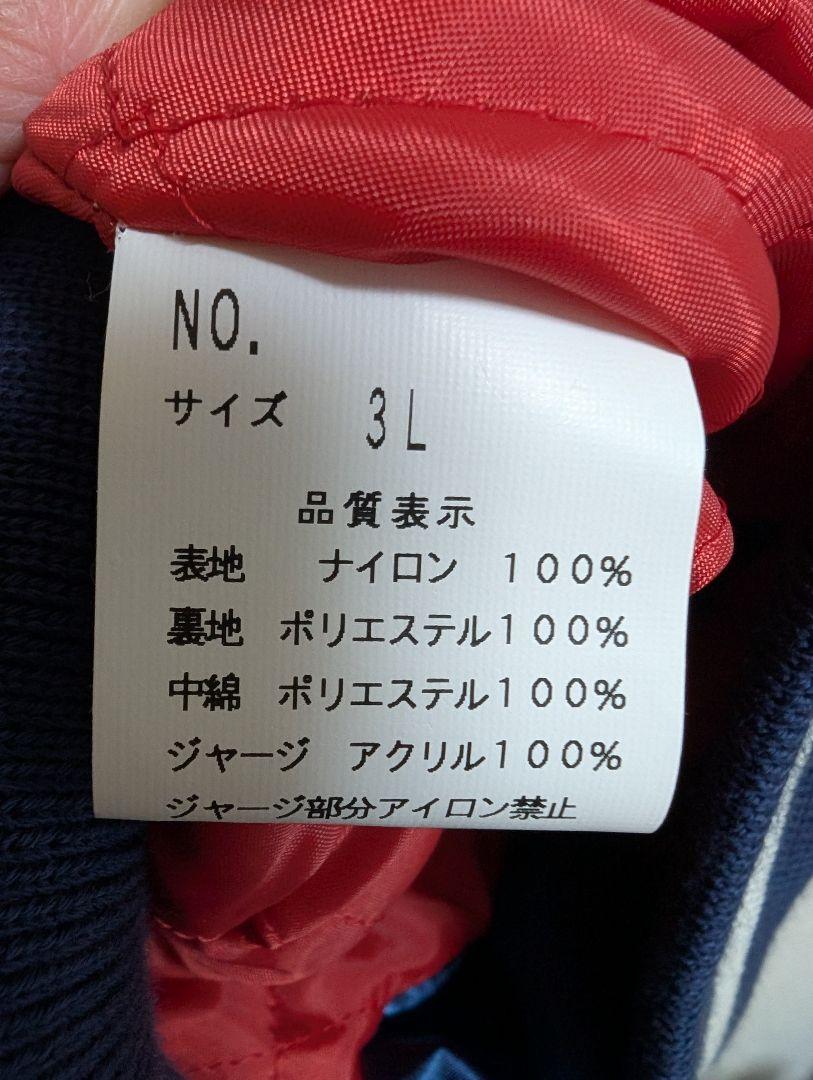 NO.
サイズ 3L
品質表示
表地 ナイロン 100%
裏地 ポリエステル100%
中綿 ポリエステル100%
ジャージ アクリル100%
ジャージ部分アイロン禁止